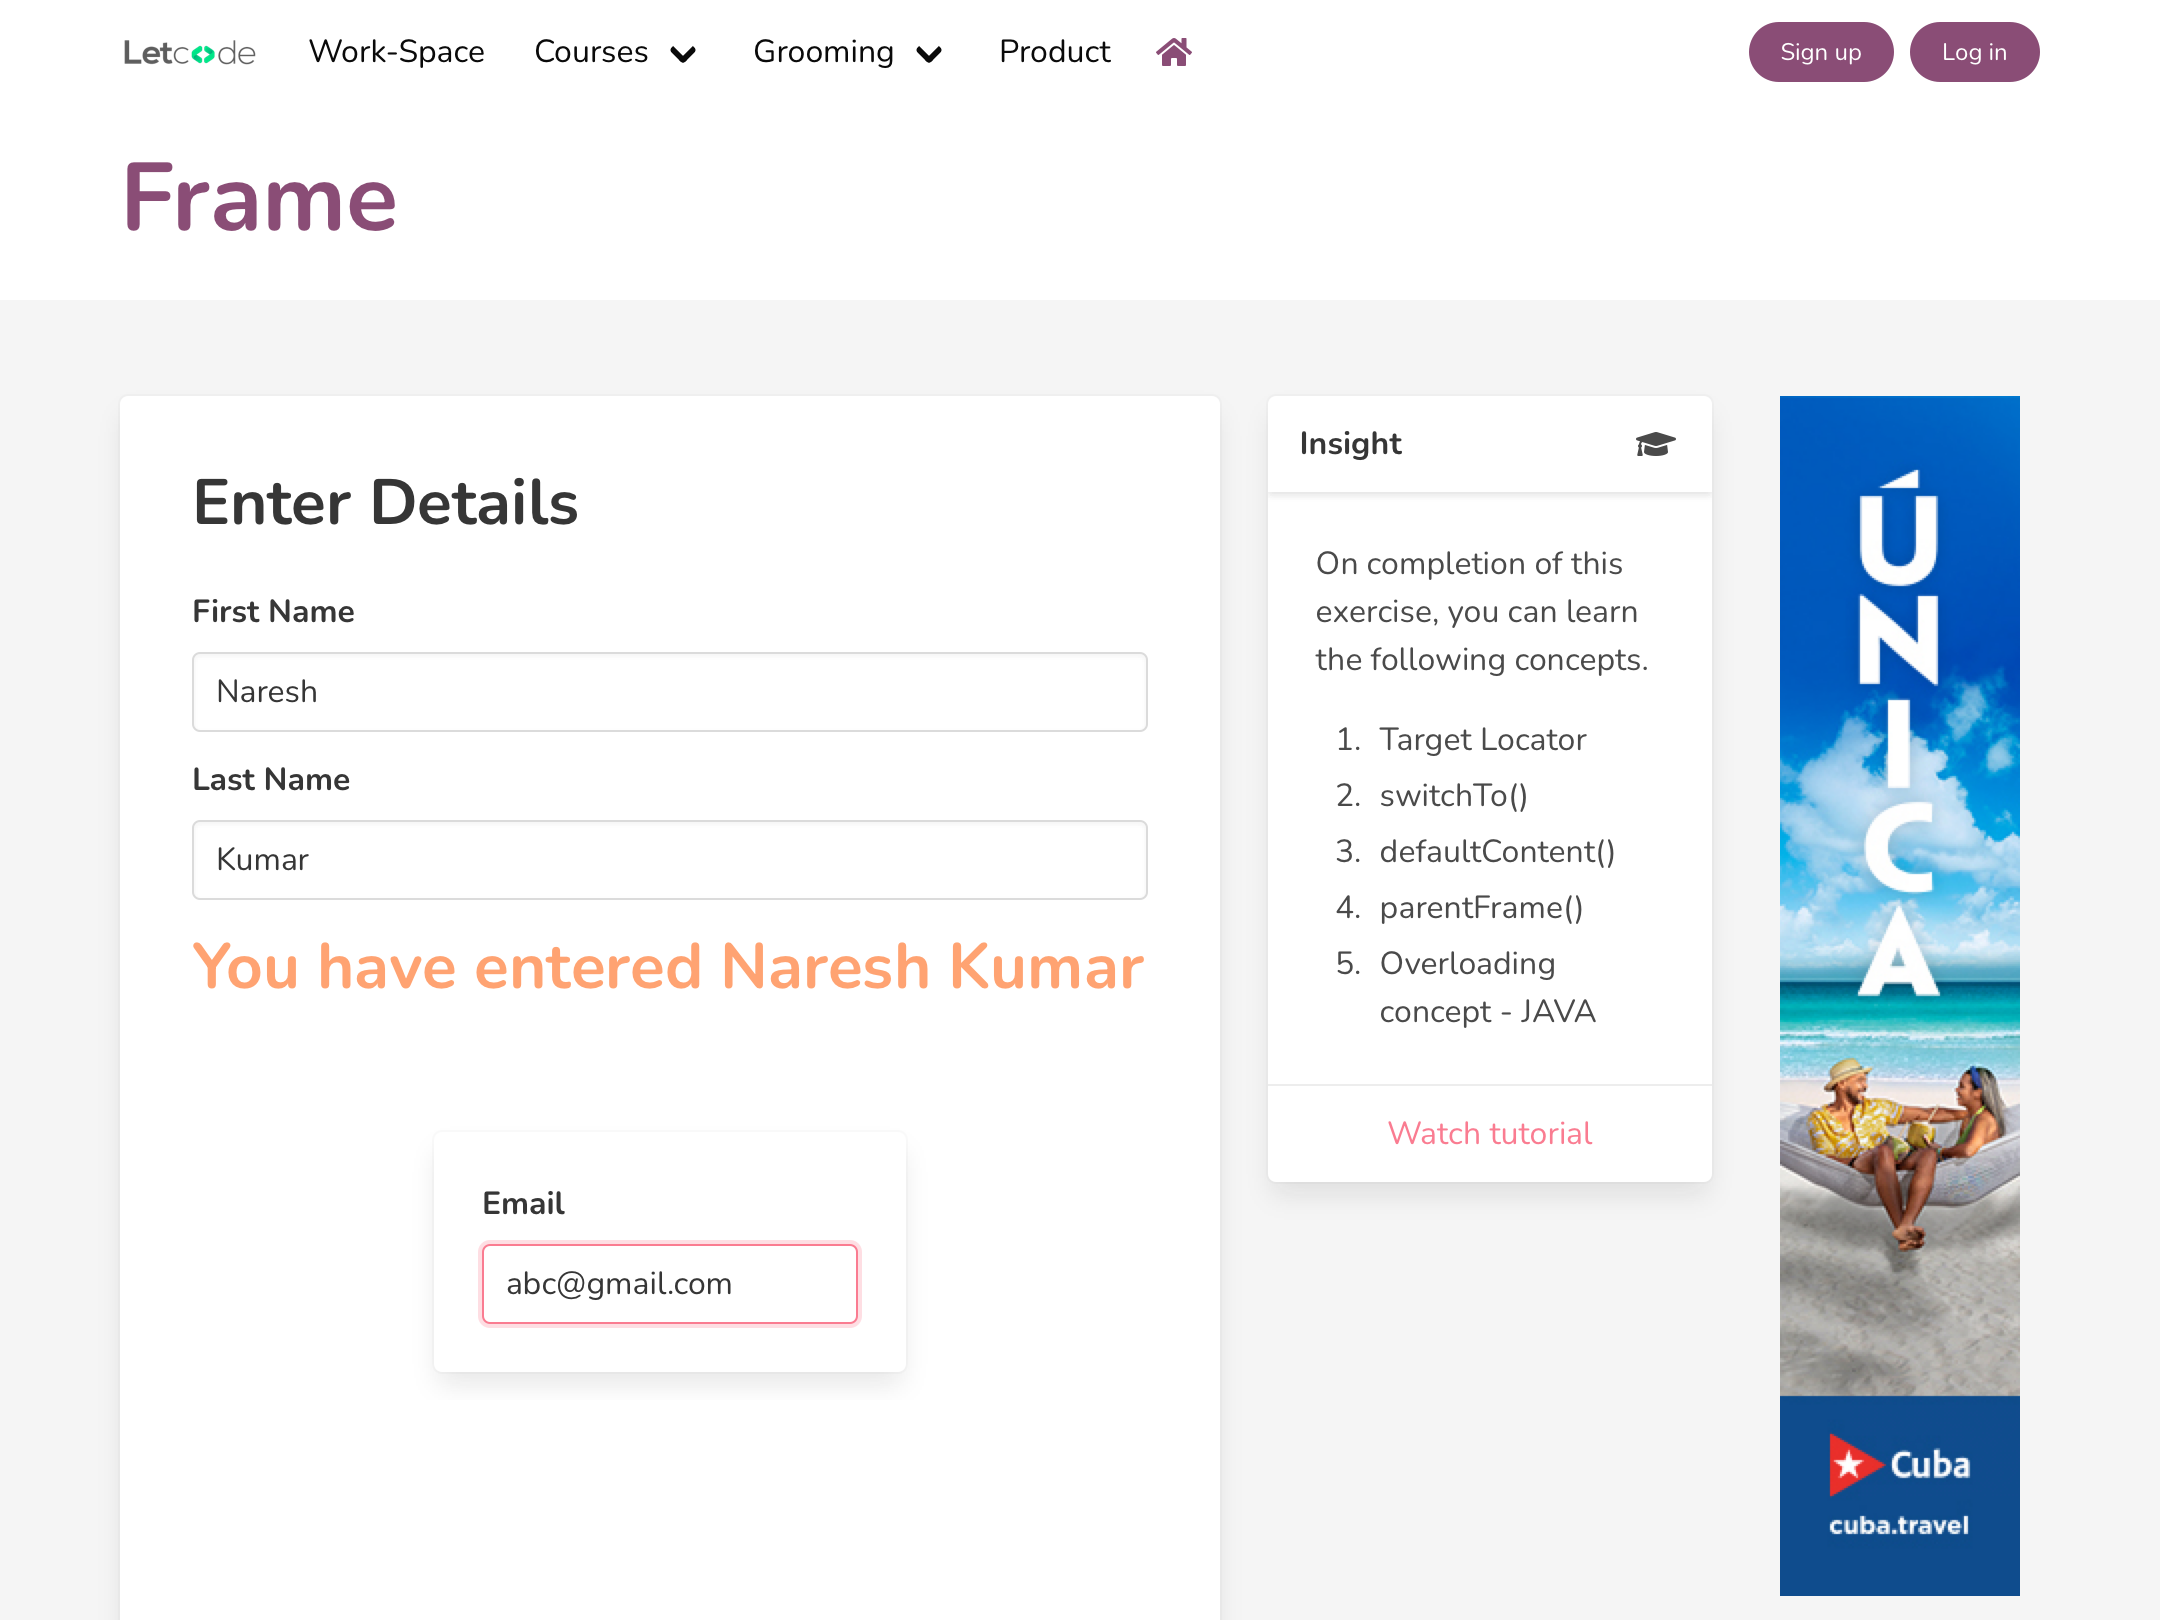 Letcode
Work-Space
Courses
Grooming
Product
Sign up
Log in
Frame
Enter Details
First Name
Naresh
Last Name
Kumar
You have entered Naresh Kumar
Email
abc@gmail.com
Insight
On completion of this
exercise, you can learn
the following concepts.
1. Target Locator
2. switchTo()
3. defaultContent()
4. parentFrame()
5. Overloading
concept - JAVA
Watch tutorial
ÚNICA
Cuba
cuba.travel